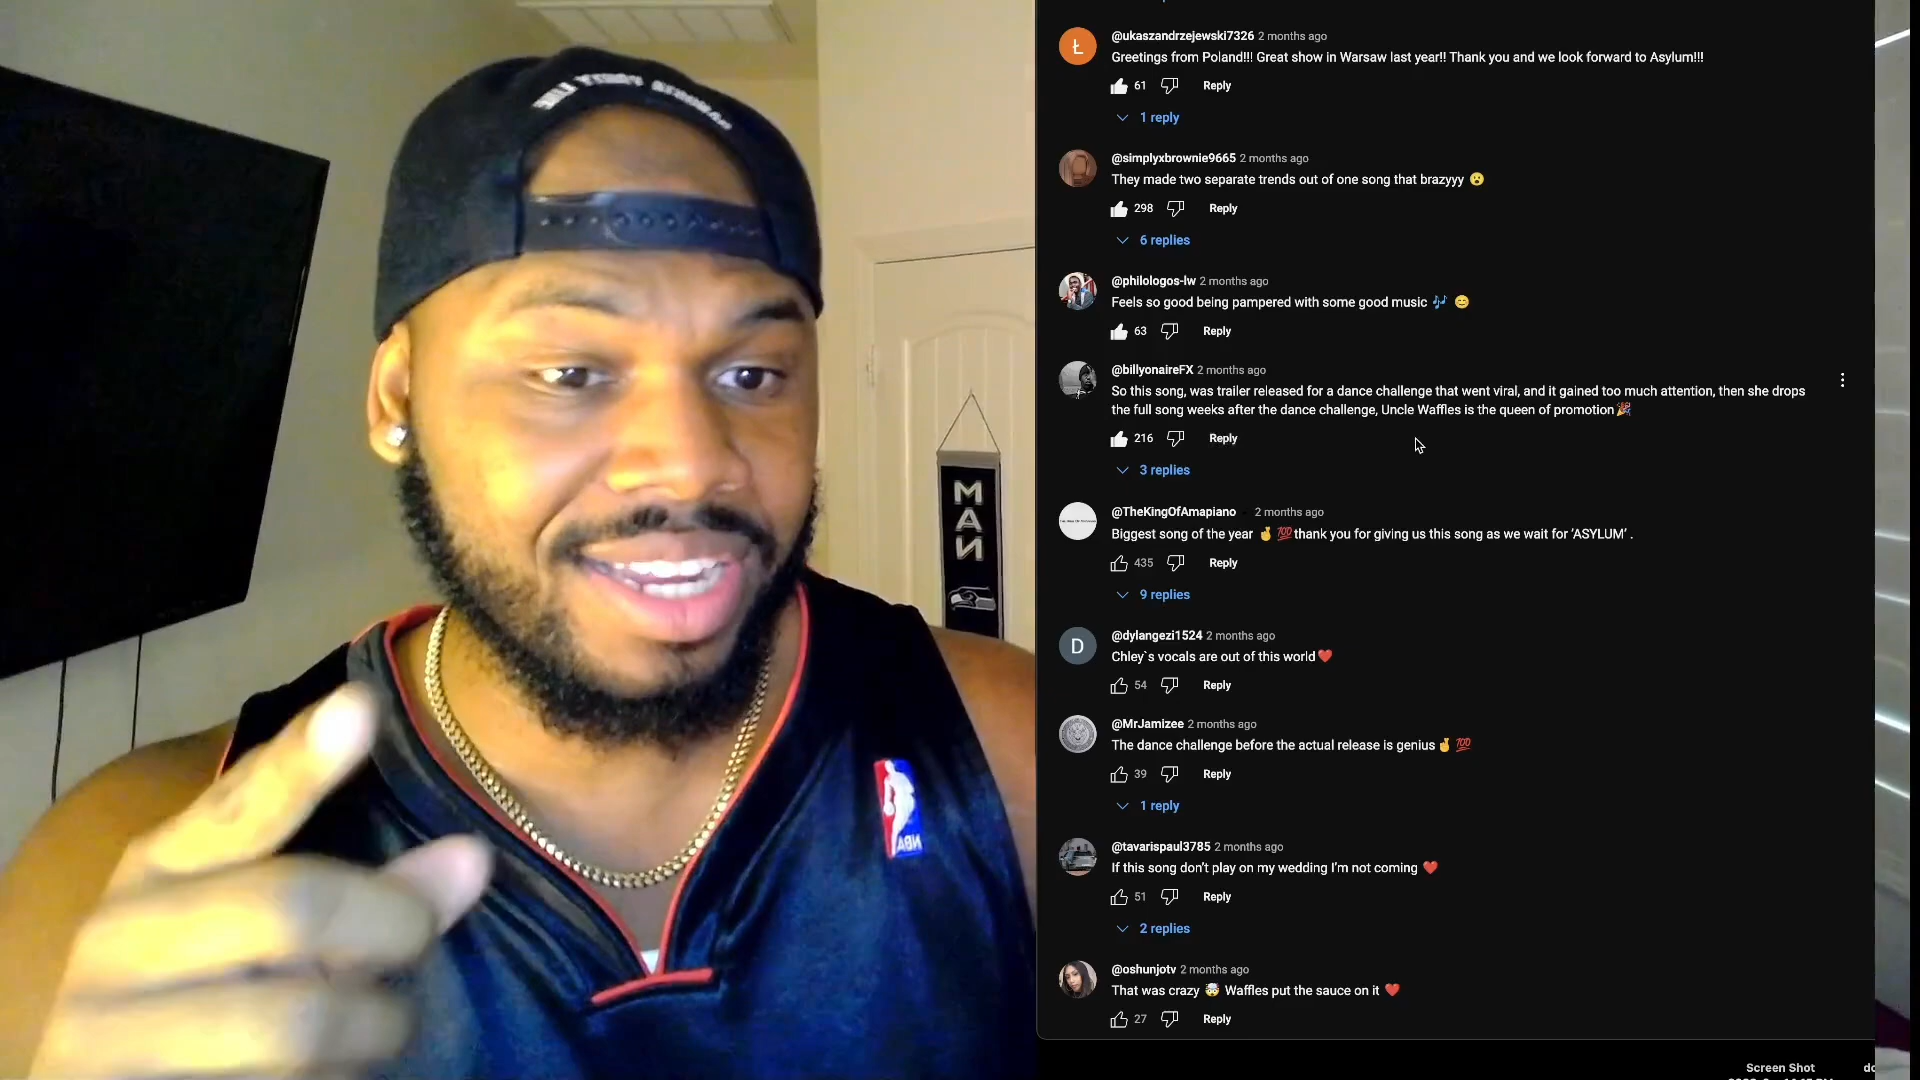 @ukaszandrzejewski7326 2 months ago
Ł
Greetings from Poland!!! Great show in Warsaw last year!! Thank you and we look forward to Asylum!!!
61 Reply
1 reply
@simplyxbrownie9665 2 months ago
They made two separate trends out of one song that brazyyy 😮
298 Reply
6 replies
@philologos-lw 2 months ago
Feels so good being pampered with some good music 🎶 😊
63 Reply
@billyonaireFX 2 months ago
So this song, was trailer released for a dance challenge that went viral, and it gained too much attention, then she drops
the full song weeks after the dance challenge, Uncle Waffles is the queen of promotion🎉
216 Reply
3 replies
@TheKingOfAmapiano 2 months ago
Biggest song of the year 🤞💯thank you for giving us this song as we wait for ‘ASYLUM’ .
435 Reply
9 replies
@dylangezi1524 2 months ago
D
Chley`s vocals are out of this world❤️
54 Reply
@MrJamizee 2 months ago
The dance challenge before the actual release is genius🤞💯
39 Reply
1 reply
@tavarispaul3785 2 months ago
If this song don’t play on my wedding I’m not coming ❤️
51 Reply
2 replies
@oshunjotv 2 months ago
That was crazy 🤯 Waffles put the sauce on it ❤️
27 Reply
Screen Shot
MAN
NBA